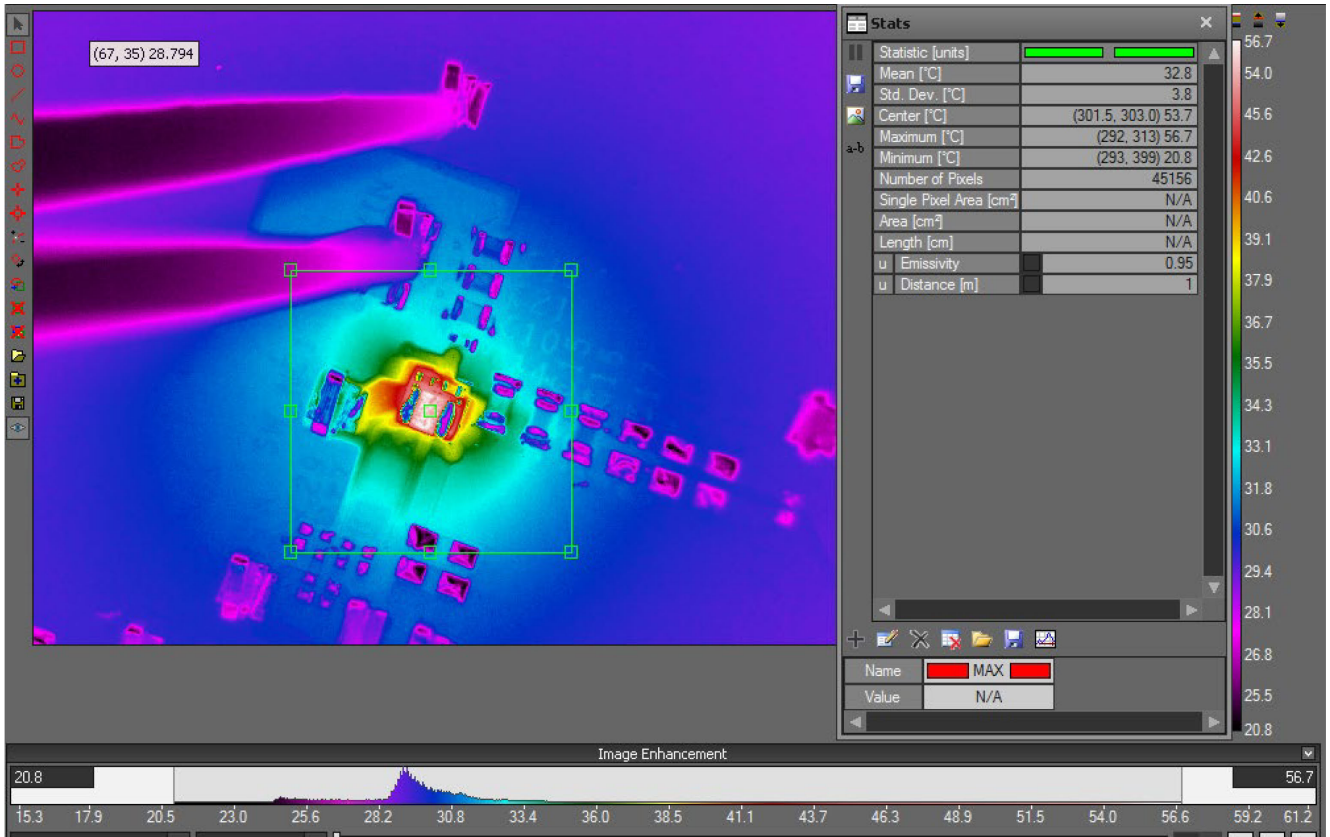 (67, 35) 28.794
Stats
Statistic [units]
Mean [°C] 32.8
Std. Dev. [°C] 3.8
Center [°C] (301.5, 303.0) 53.7
Maximum [°C] (292, 313) 56.7
Minimum [°C] (293, 399) 20.8
Number of Pixels 45156
Single Pixel Area [cm²] N/A
Area [cm²] N/A
Length [cm] N/A
u Emissivity 0.95
u Distance [m] 1
a-b
Name MAX
Value N/A
56.7
54.0
45.6
42.6
40.6
39.1
37.9
36.7
35.5
34.3
33.1
31.8
30.6
29.4
28.1
26.8
25.5
20.8
Image Enhancement
20.8 56.7
15.3 17.9 20.5 23.0 25.6 28.2 30.8 33.4 36.0 38.5 41.1 43.7 46.3 48.9 51.5 54.0 56.6 59.2 61.2